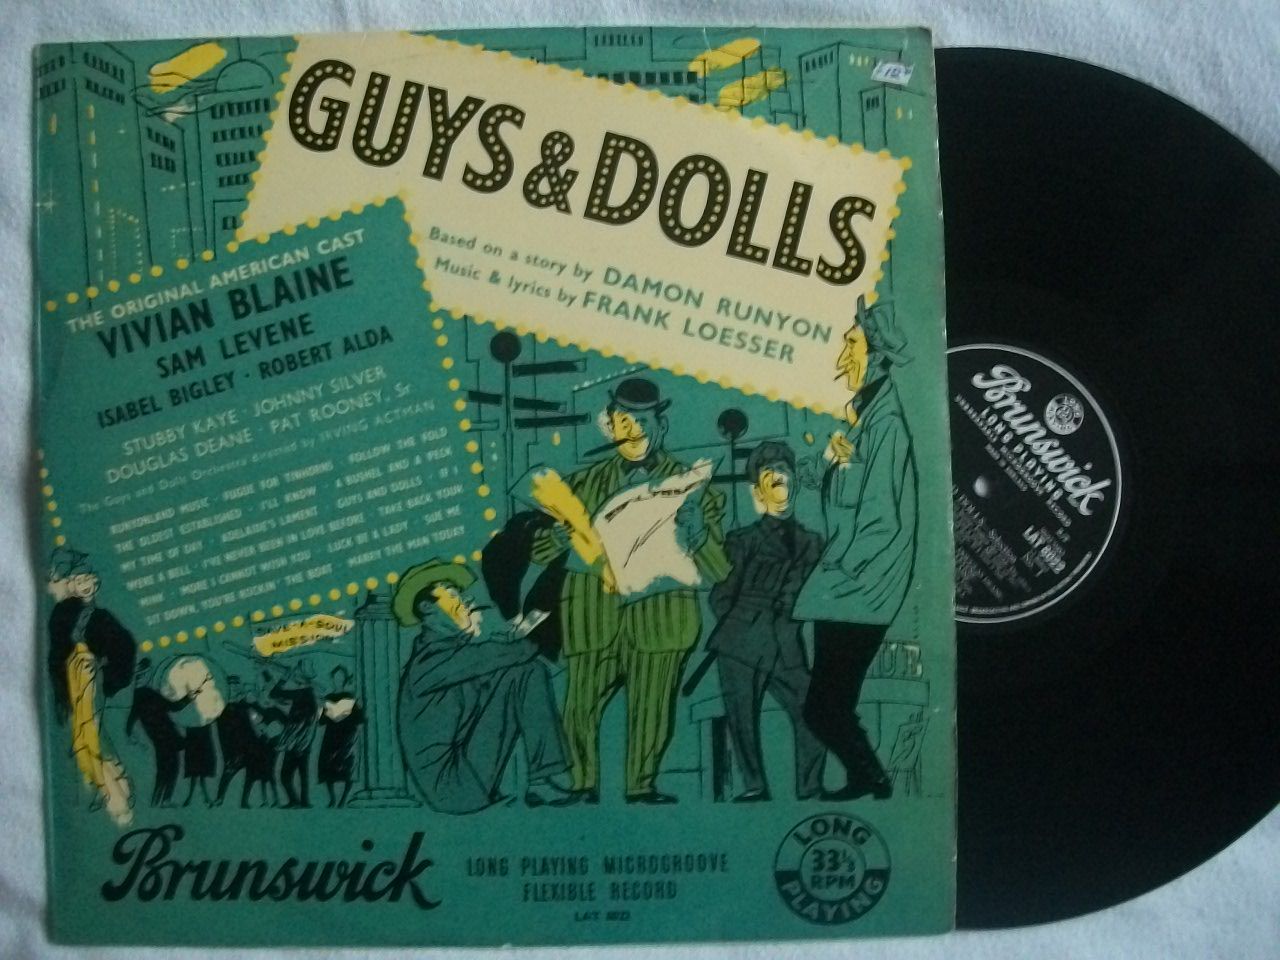 GUYS & DOLLS
Based on a story by DAMON RUNYON
Music & lyrics by FRANK LOESSER
THE ORIGINAL AMERICAN CAST
VIVIAN BLAINE
SAM LEVENE
ISABEL BIGLEY · ROBERT ALDA
STUBBY KAYE · JOHNNY SILVER
DOUGLAS DEANE · PAT ROONEY, Sr
The Guys and Dolls Orchestra directed by IRVING ACTMAN
RUNYONLAND MUSIC · FUGUE FOR TINHORNS · FOLLOW THE FOLD
THE OLDEST ESTABLISHED · I'LL KNOW · A BUSHEL AND A PECK
MY TIME OF DAY · ADELAIDE'S LAMENT · GUYS AND DOLLS · IF I
WERE A BELL · I'VE NEVER BEEN IN LOVE BEFORE · TAKE BACK YOUR
MINK · MORE I CANNOT WISH YOU · LUCK BE A LADY · SUE ME
SIT DOWN, YOU'RE ROCKIN' THE BOAT · MARRY THE MAN TODAY
SAVE-A-SOUL
MISSION
Brunswick
LONG PLAYING MICROGROOVE
FLEXIBLE RECORD
LAT 8022
LONG
33⅓
RPM
PLAYING
Brunswick
LONG PLAYING
LAT 8022